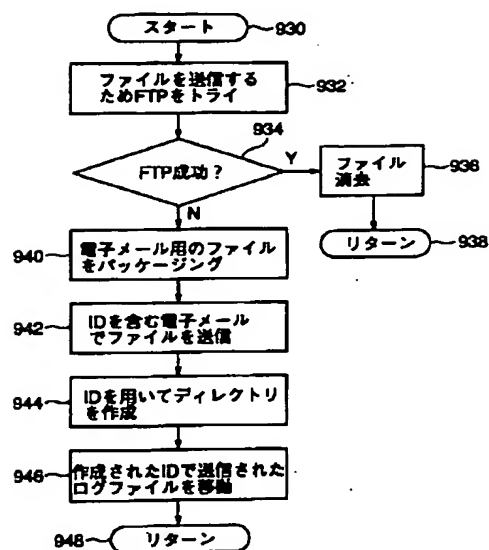 スタート
930
ファイルを送信する
ためFTPをトライ
932
FTP成功？
934
Y
N
ファイル
消去
936
リターン
938
940
電子メール用のファイル
をパッケージング
942
IDを含む電子メール
でファイルを送信
944
IDを用いてディレクトリ
を作成
946
作成されたIDで送信された
ログファイルを移動
948
リターン